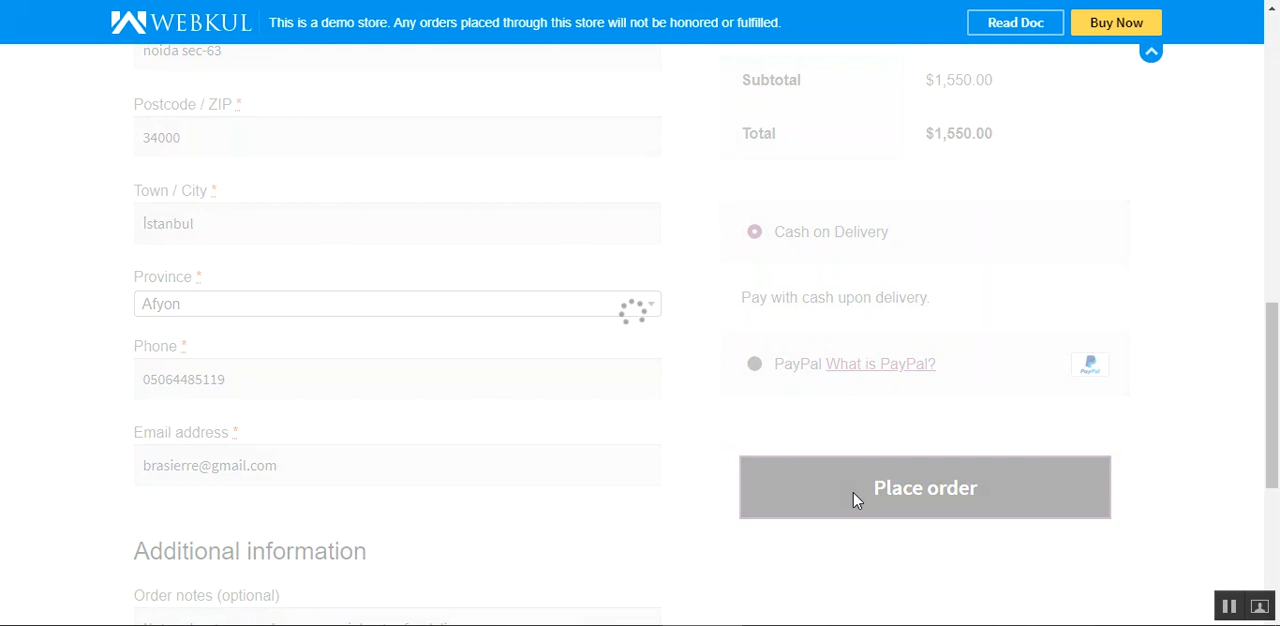 WEBKUL
This is a demo store. Any orders placed through this store will not be honored or fulfilled.
Read Doc
Buy Now
noida sec-63
Postcode / ZIP *
34000
Town / City *
İstanbul
Province *
Afyon
Phone *
05064485119
Email address *
brasierre@gmail.com
Additional information
Order notes (optional)
Subtotal $1,550.00
Total $1,550.00
Cash on Delivery
Pay with cash upon delivery.
PayPal What is PayPal?
PayPal
Place order